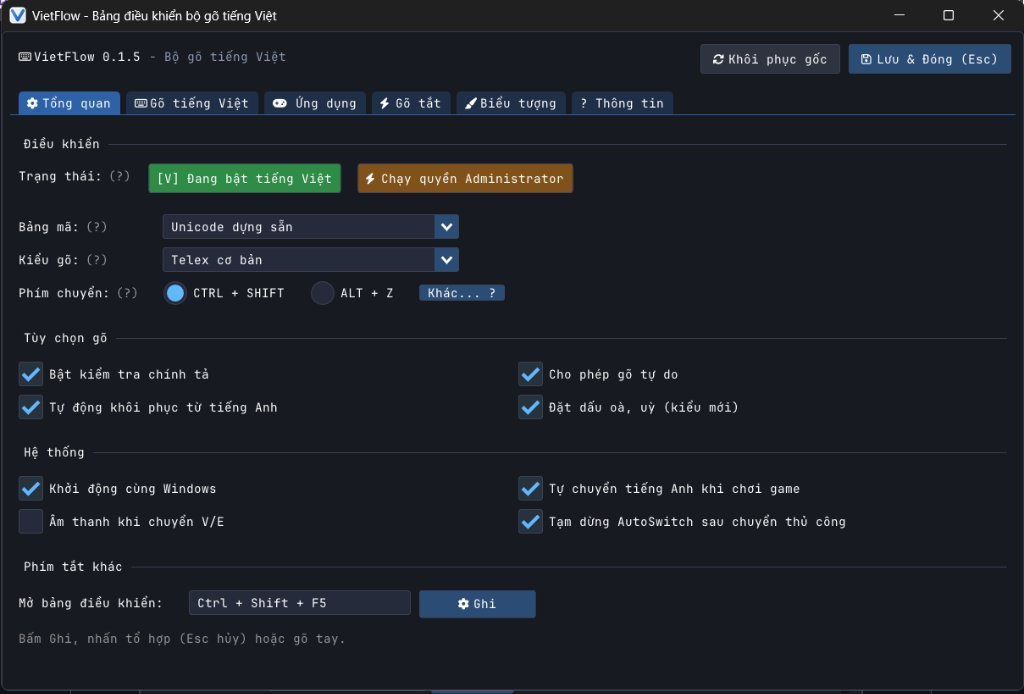 VietFlow - Bảng điều khiển bộ gõ tiếng Việt
VietFlow 0.1.5 - Bộ gõ tiếng Việt
Khôi phục gốc
Lưu & Đóng (Esc)
Tổng quan
Gõ tiếng Việt
Ứng dụng
Gõ tắt
Biểu tượng
? Thông tin
Điều khiển
Trạng thái: (?)
[V] Đang bật tiếng Việt
Chạy quyền Administrator
Bảng mã: (?)
Unicode dựng sẵn
Kiểu gõ: (?)
Telex cơ bản
Phím chuyển: (?)
CTRL + SHIFT
ALT + Z
Khác... ?
Tùy chọn gõ
Bật kiểm tra chính tả
Cho phép gõ tự do
Tự động khôi phục từ tiếng Anh
Đặt dấu oà, uỳ (kiểu mới)
Hệ thống
Khởi động cùng Windows
Tự chuyển tiếng Anh khi chơi game
Âm thanh khi chuyển V/E
Tạm dừng AutoSwitch sau chuyển thủ công
Phím tắt khác
Mở bảng điều khiển:
Ctrl + Shift + F5
Ghi
Bấm Ghi, nhấn tổ hợp (Esc hủy) hoặc gõ tay.